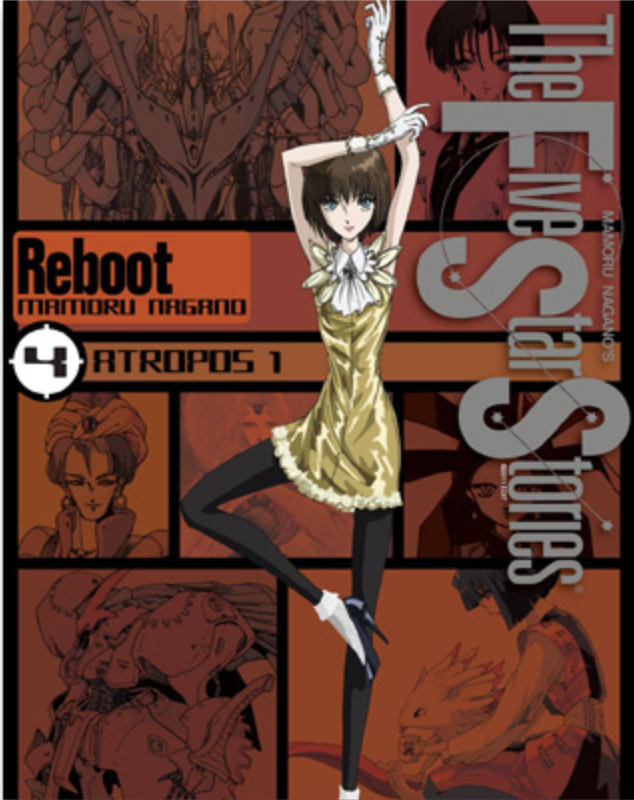 The Five Star Stories
MAMORU NAGANO'S
Reboot
MAMORU NAGANO
4
ATROPOS 1